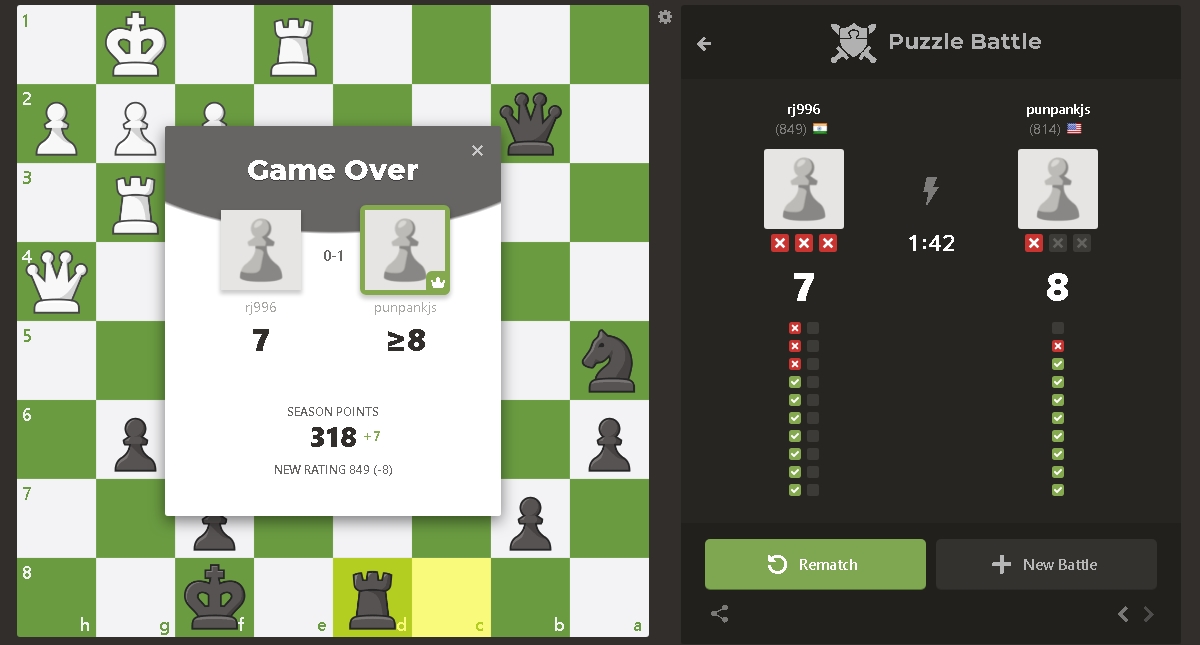 1
2
3
4
5
6
7
8
h
g
f
e
d
c
b
a
Game Over
0-1
rj996
punpankjs
7
≥8
SEASON POINTS
318 +7
NEW RATING 849 (-8)
Puzzle Battle
rj996
punpankjs
(849)
(814)
1:42
7
8
Rematch
New Battle